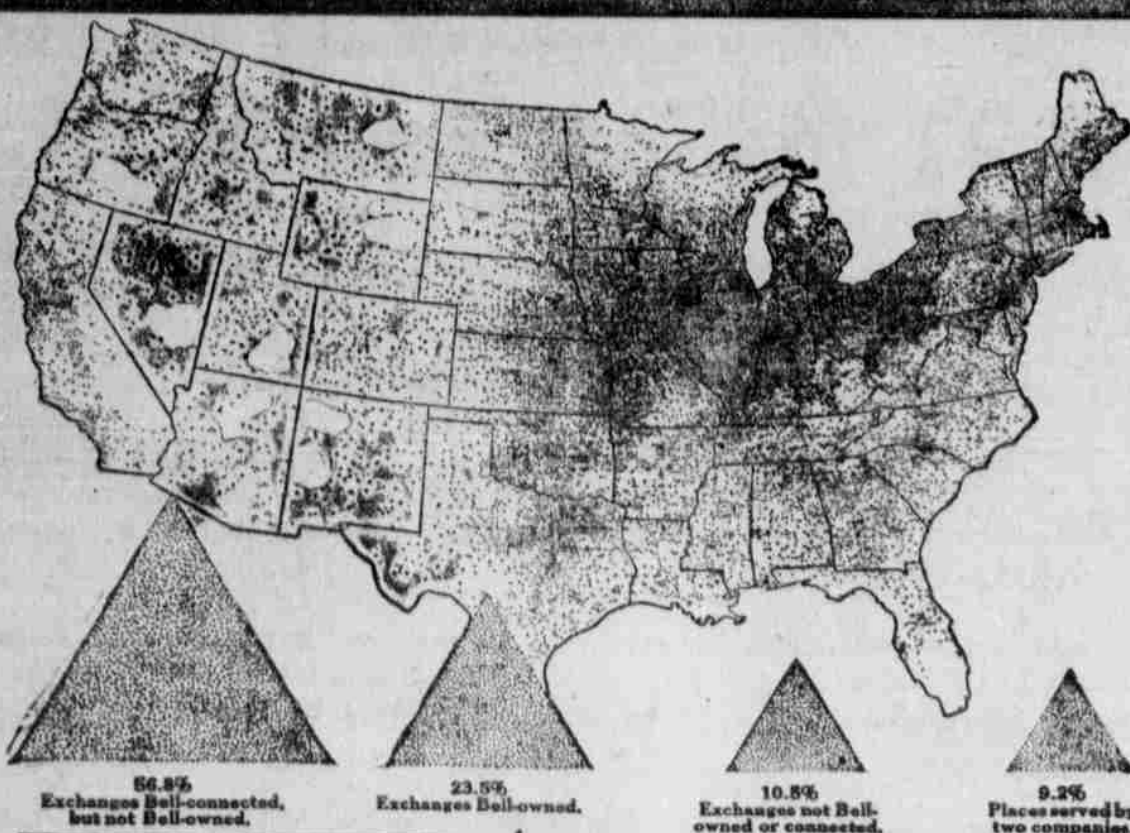 56.8%
Exchanges Bell-connected,
but not Bell-owned.
23.5%
Exchanges Bell-owned.
10.5%
Exchanges not Bell-
owned or connected.
9.2%
Places served by
two companies